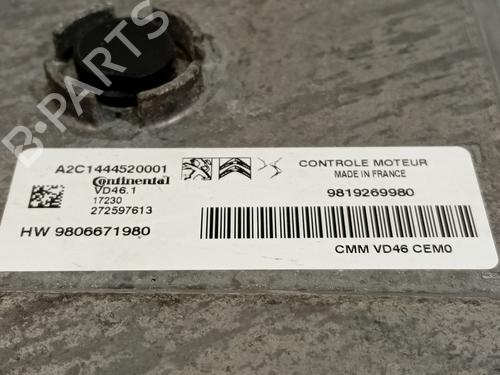 A2C1444520001
Continental
VD46.1
17230
272597613
HW 9806671980
CONTROLE MOTEUR
MADE IN FRANCE
9819269980
CMM VD46 CEM0
B-PARTS